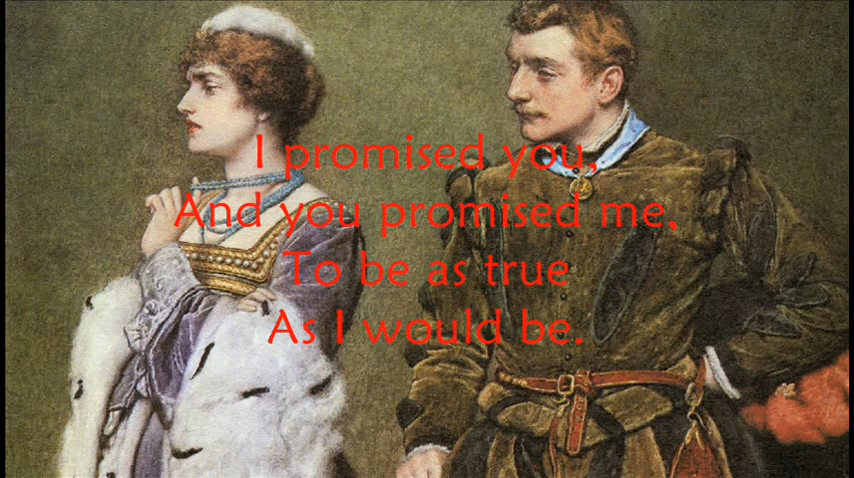 I promised you,
And you promised me,
To be as true
As I would be.